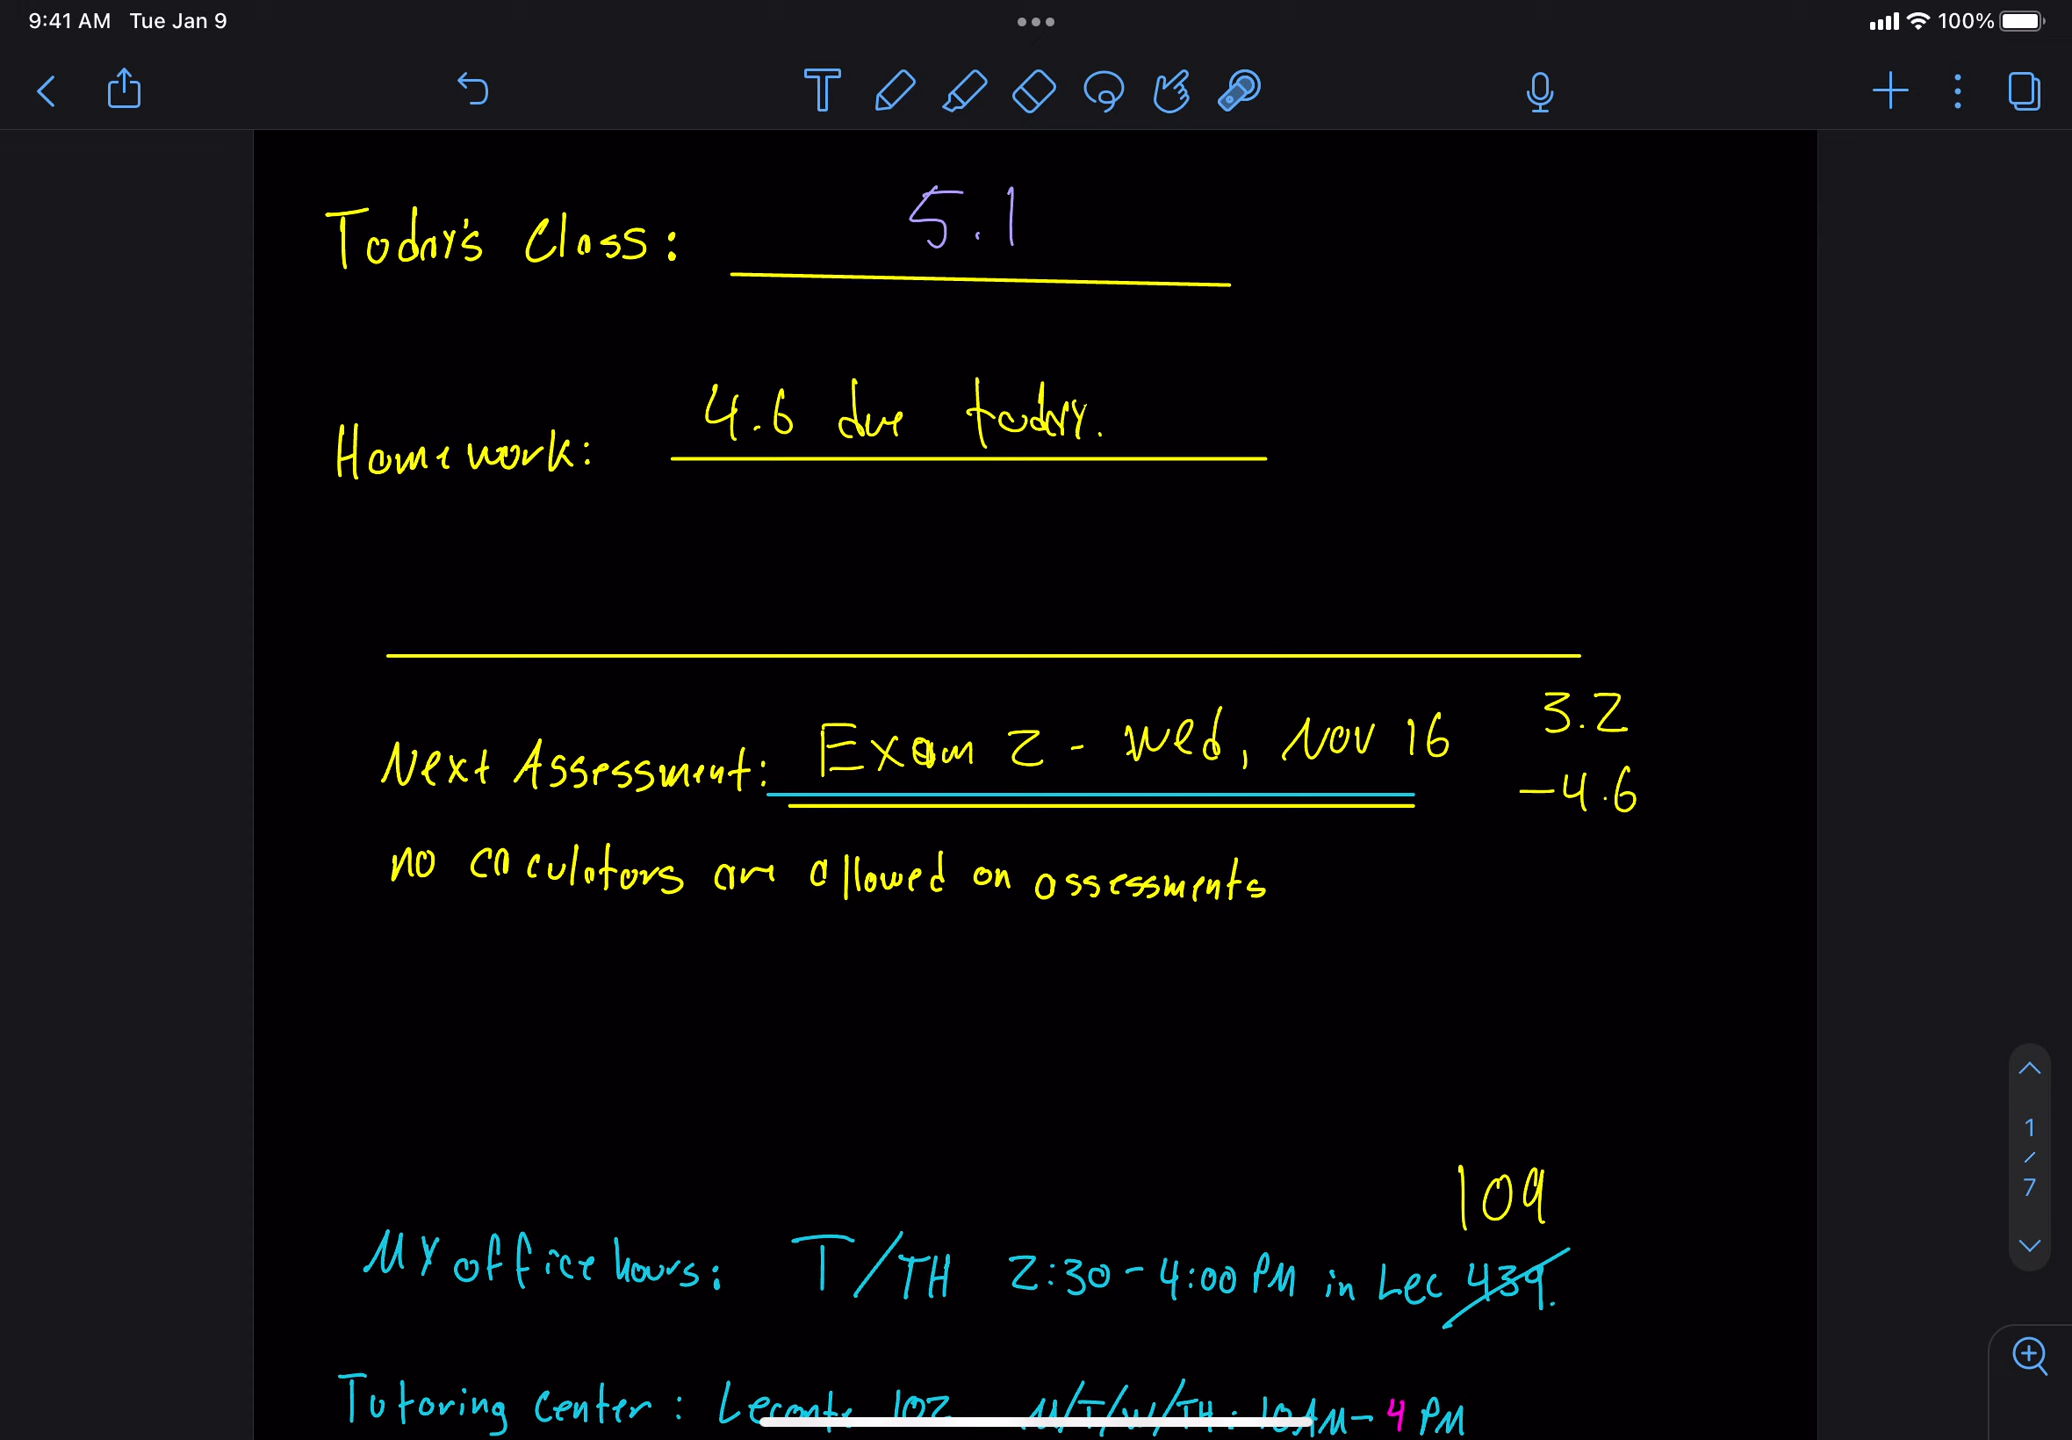 9:41 AM Tue Jan 9
100%
Today's Class: 5.1
Homework: 4.6 due today.
3.2
Next Assessment: Exam 2 - Wed, Nov 16
-4.6
no caculators are allowed on assessments
1
/
7
109
My office hours: T/TH 2:30-4:00 PM in Lec 439.
Tutoring center: Leconte 102 M/T/W/TH: 10AM-4 PM